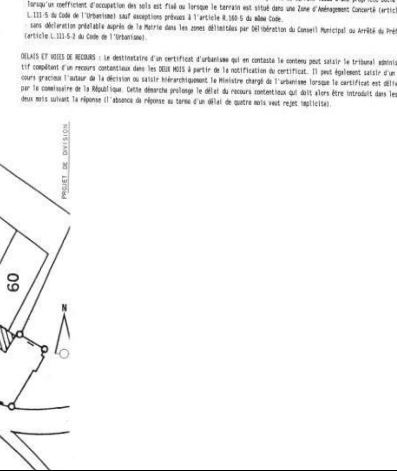 lorsqu'un coefficient d'occupation des sols est fixé ou lorsque le terrain est situé dans une Zone d'Aménagement Concerté (artic
L.111-5 du Code de l'Urbanisme) sauf exceptions prévues à l'article R.160-5 du même Code.
- sans déclaration préalable auprès de la Mairie dans les zones délimitées par Délibération du Conseil Municipal ou Arrêté du Préf
(article L.111-5-2 du Code de l'Urbanisme).
DELAIS ET VOIES DE RECOURS : Le destinataire d'un certificat d'urbanisme qui en conteste le contenu peut saisir le tribunal adminis
tif compétent d'un recours contentieux dans les DEUX MOIS à partir de la notification du certificat. Il peut également saisir d'un
cours gracieux l'auteur de la décision ou saisir hiérarchiquement le Ministre chargé de l'urbanisme lorsque le certificat est déliv
par le commissaire de la République. Cette démarche prolonge le délai du recours contentieux qui doit alors être introduit dans les
deux mois suivant la réponse (l'absence de réponse au terme d'un délai de quatre mois vaut rejet implicite).
PROJET DE DIVISION
60
N